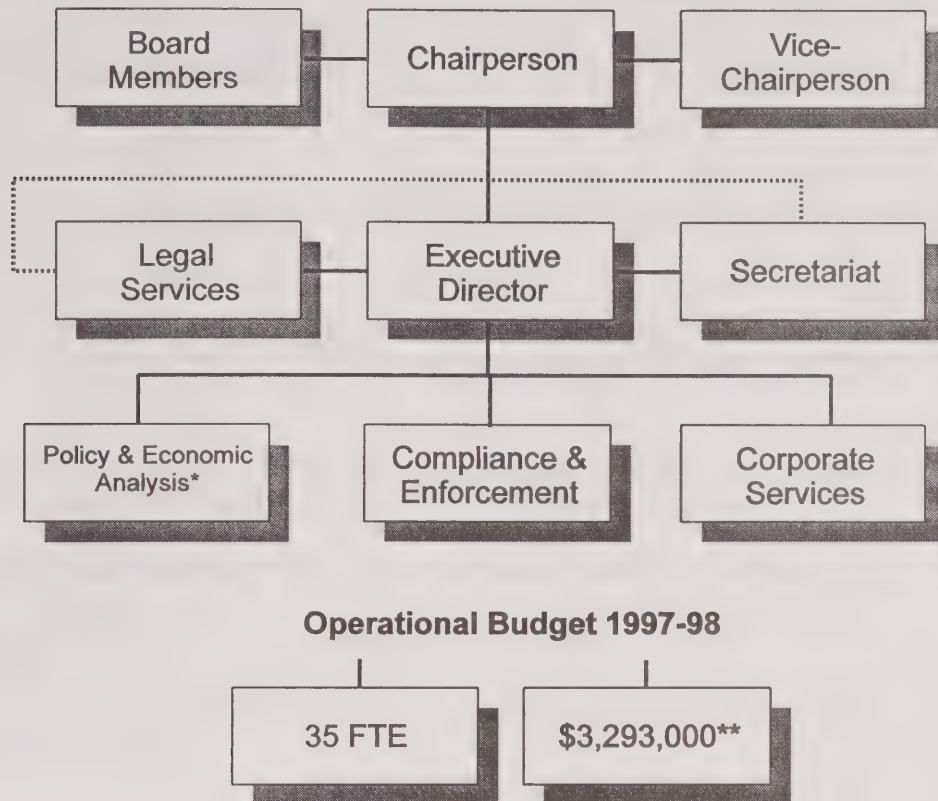 Board
Members
Chairperson
Vice-
Chairperson
Legal
Services
Executive
Director
Secretariat
Policy & Economic
Analysis*
Compliance &
Enforcement
Corporate
Services
Operational Budget 1997-98
35 FTE
$3,293,000**